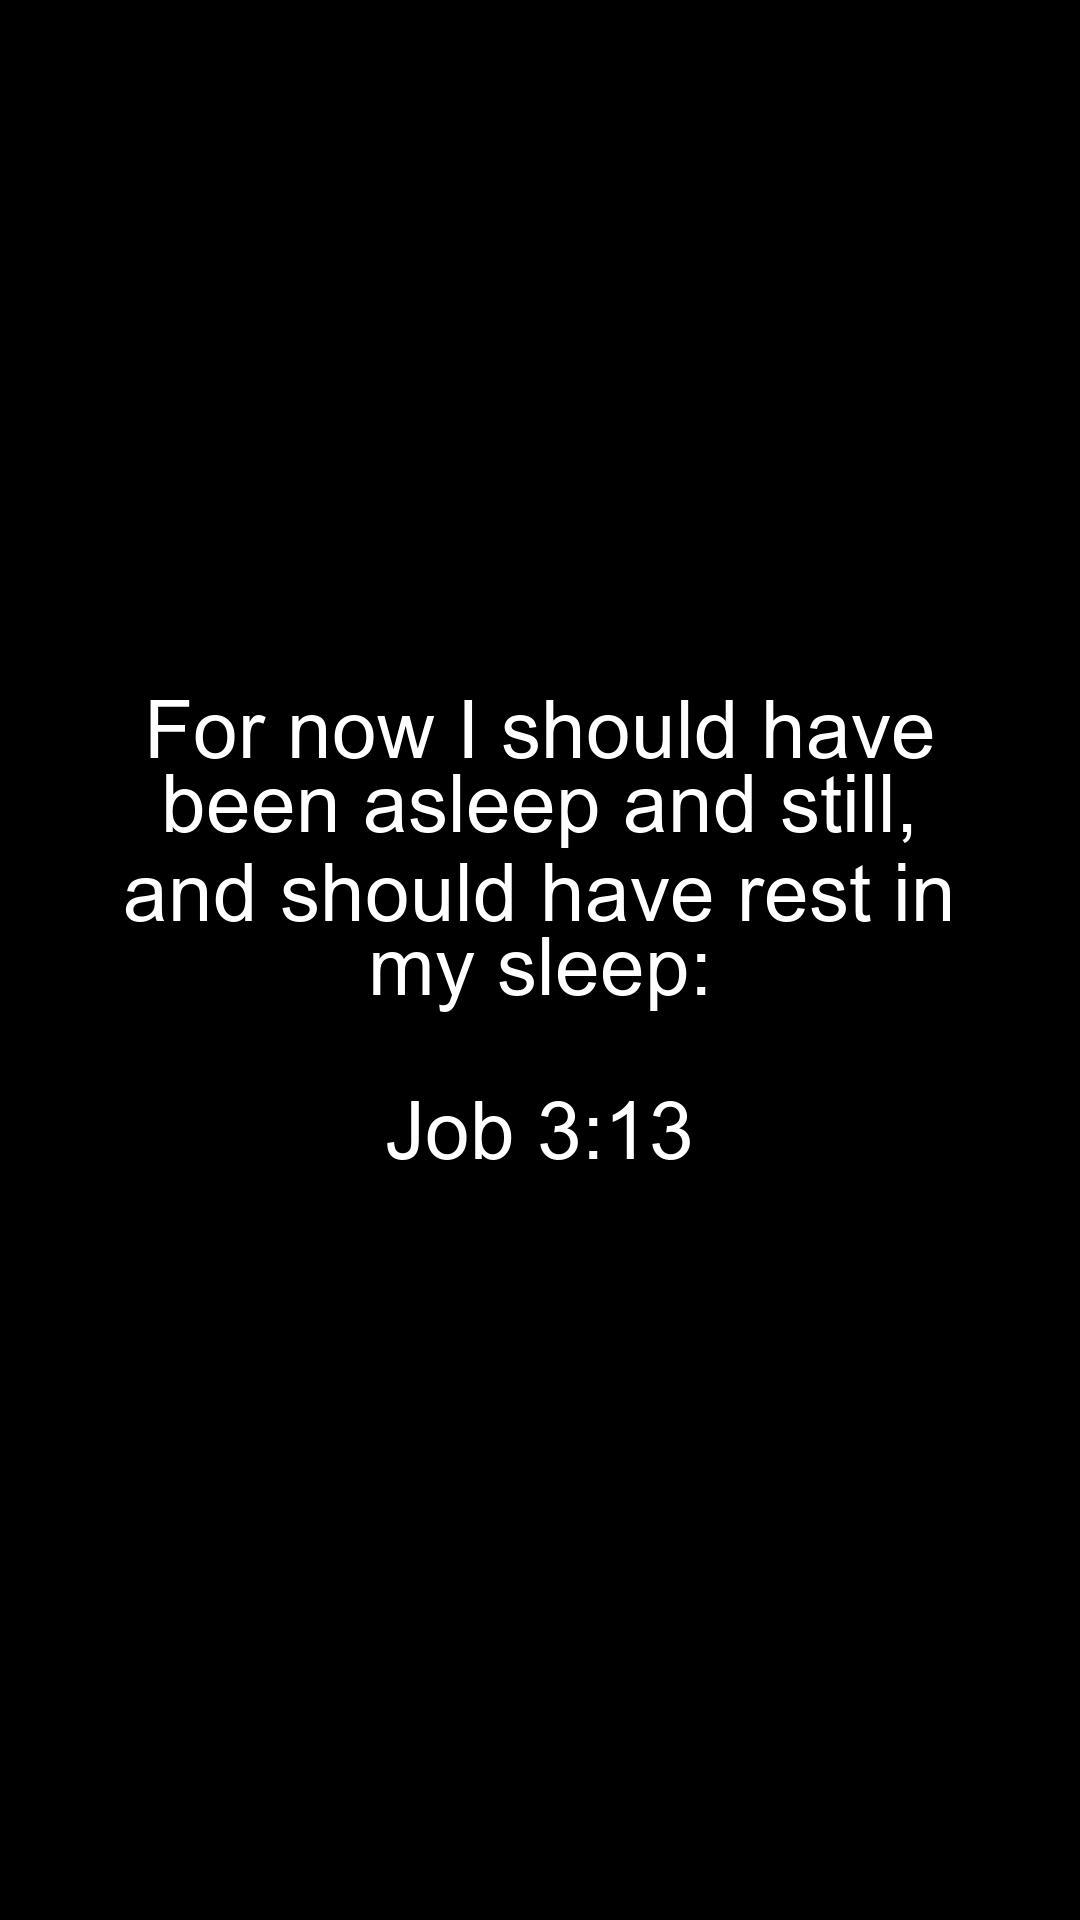 For now I should have
been asleep and still,
and should have rest in
my sleep:
Job 3:13